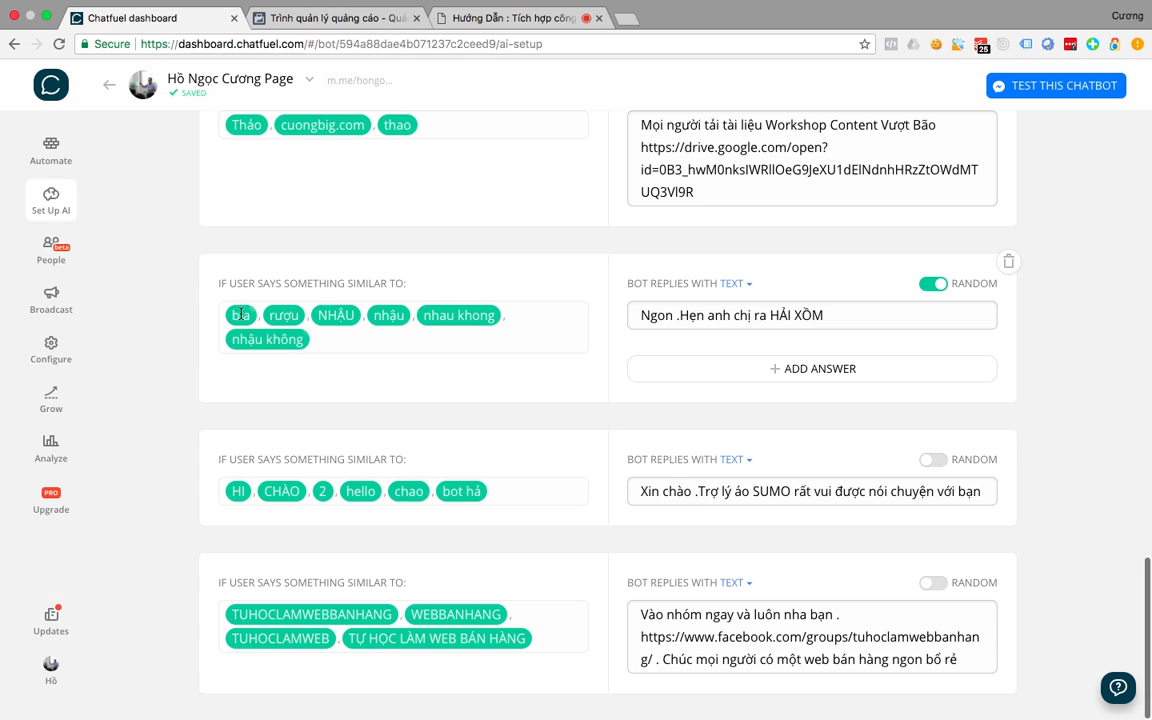 Chatfuel dashboard
Trình quản lý quảng cáo - Quả
Hướng Dẫn : Tích hợp công
Cương
Secure
https://dashboard.chatfuel.com/#/bot/594a88dae4b071237c2ceed9/ai-setup
25
Hồ Ngọc Cương Page
m.me/hongo...
SAVED
TEST THIS CHATBOT
Automate
Set Up AI
People
beta
Broadcast
Configure
Grow
Analyze
PRO
Upgrade
Updates
Hồ
Thảo , cuongbig.com , thao
Mọi người tải tài liệu Workshop Content Vượt Bão
https://drive.google.com/open?
id=0B3_hwM0nksIWRllOeG9JeXU1dElNdnhHRzZtOWdMT
UQ3Vl9R
IF USER SAYS SOMETHING SIMILAR TO:
rượu , NHẬU , nhậu , nhau khong ,
nhậu không
BOT REPLIES WITH TEXT
RANDOM
Ngon .Hẹn anh chị ra HẢI XỒM
+ ADD ANSWER
IF USER SAYS SOMETHING SIMILAR TO:
HI , CHÀO , 2 , hello , chao , bot hả
BOT REPLIES WITH TEXT
RANDOM
Xin chào .Trợ lý áo SUMO rất vui được nói chuyện với bạn
IF USER SAYS SOMETHING SIMILAR TO:
TUHOCLAMWEBBANHANG , WEBBANHANG ,
TUHOCLAMWEB , TỰ HỌC LÀM WEB BÁN HÀNG
BOT REPLIES WITH TEXT
RANDOM
Vào nhóm ngay và luôn nha bạn .
https://www.facebook.com/groups/tuhoclamwebbanhan
g/ . Chúc mọi người có một web bán hàng ngon bổ rẻ